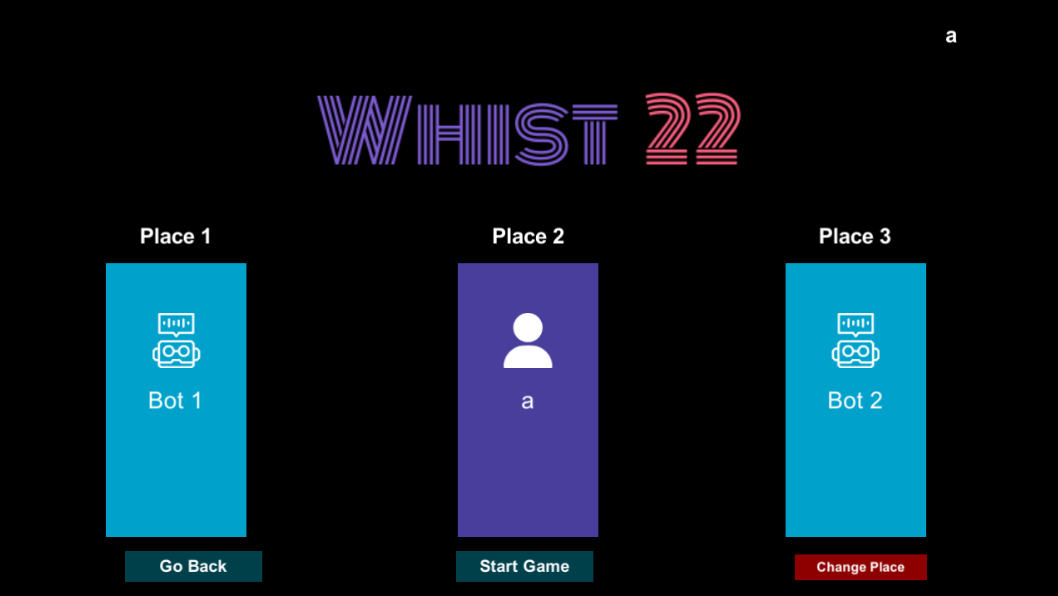 a
Whist 22
Place 1
Place 2
Place 3
Bot 1
a
Bot 2
Go Back
Start Game
Change Place